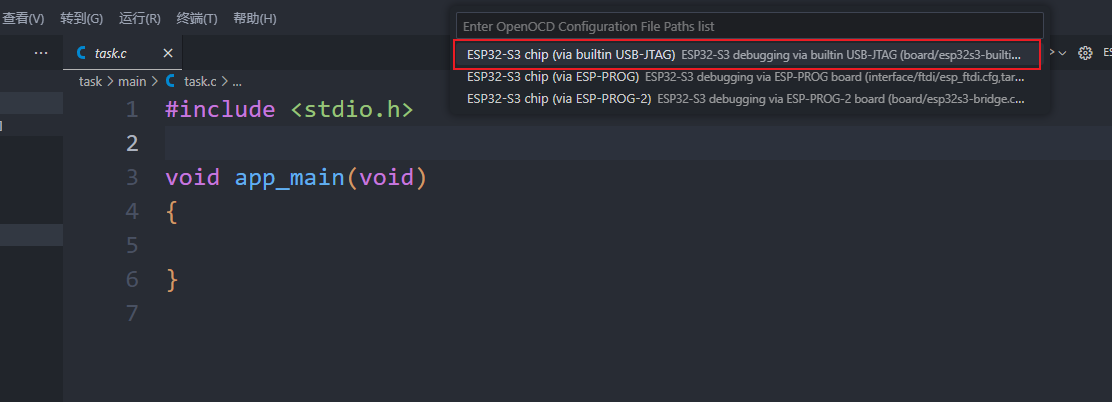 查看(V) 转到(G) 运行(R) 终端(T) 帮助(H)
Enter OpenOCD Configuration File Paths list
ESP32-S3 chip (via builtin USB-JTAG) ESP32-S3 debugging via builtin USB-JTAG (board/esp32s3-builti...
ESP32-S3 chip (via ESP-PROG) ESP32-S3 debugging via ESP-PROG board (interface/ftdi/esp_ftdi.cfg,tar...
ESP32-S3 chip (via ESP-PROG-2) ESP32-S3 debugging via ESP-PROG-2 board (board/esp32s3-bridge.c...
... C task.c × ES
task > main > C task.c > ...
1 #include <stdio.h>
2
3 void app_main(void)
4 {
5
6 }
7